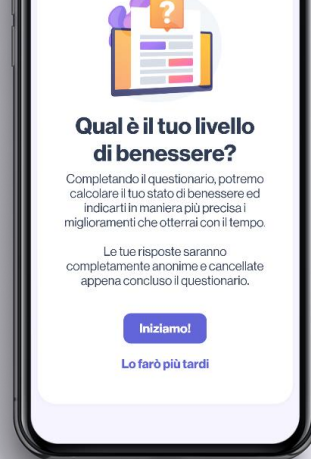 ?
Qual è il tuo livello
di benessere?
Completando il questionario, potremo
calcolare il tuo stato di benessere ed
indicarti in maniera più precisa i
miglioramenti che otterrai con il tempo.
Le tue risposte saranno
completamente anonime e cancellate
appena concluso il questionario.
Iniziamo!
Lo farò più tardi